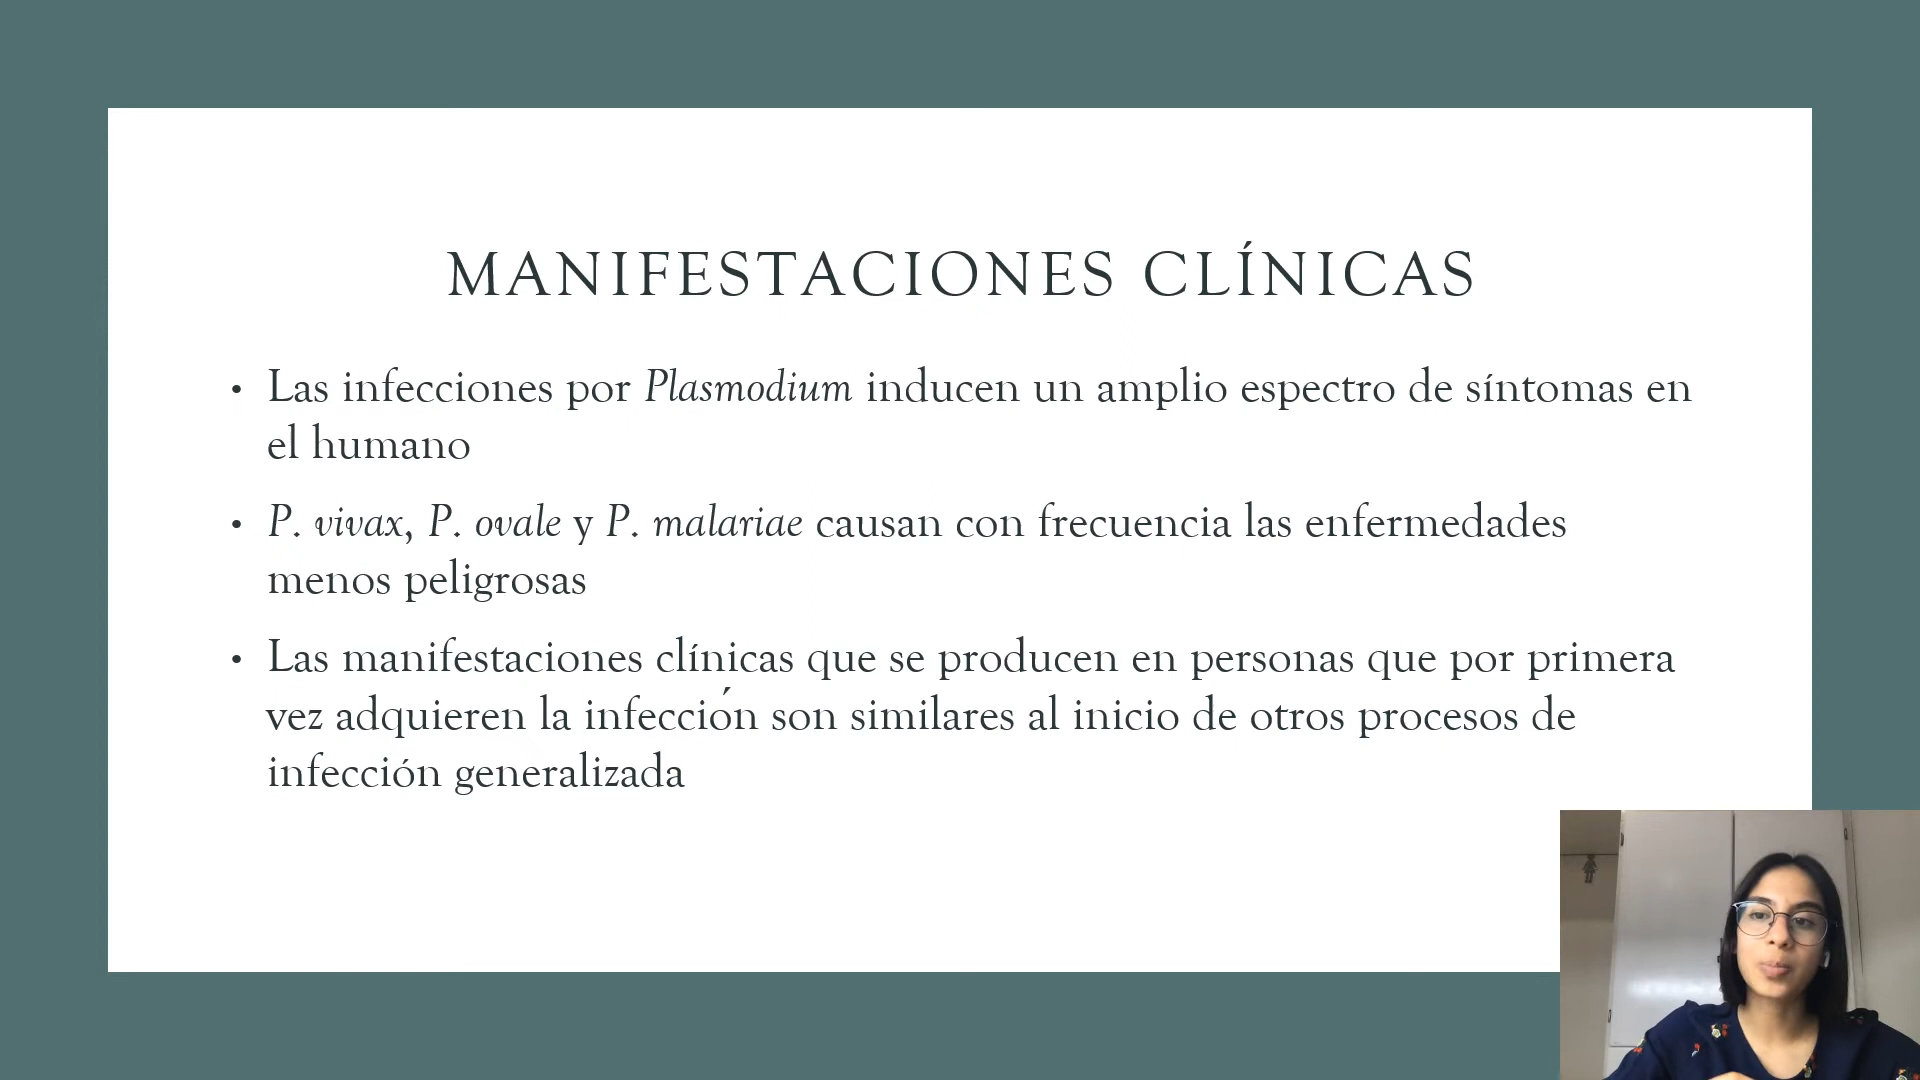 MANIFESTACIONES CLÍNICAS
• Las infecciones por Plasmodium inducen un amplio espectro de síntomas en
el humano
• P. vivax, P. ovale y P. malariae causan con frecuencia las enfermedades
menos peligrosas
• Las manifestaciones clínicas que se producen en personas que por primera
vez adquieren la infección son similares al inicio de otros procesos de
infección generalizada